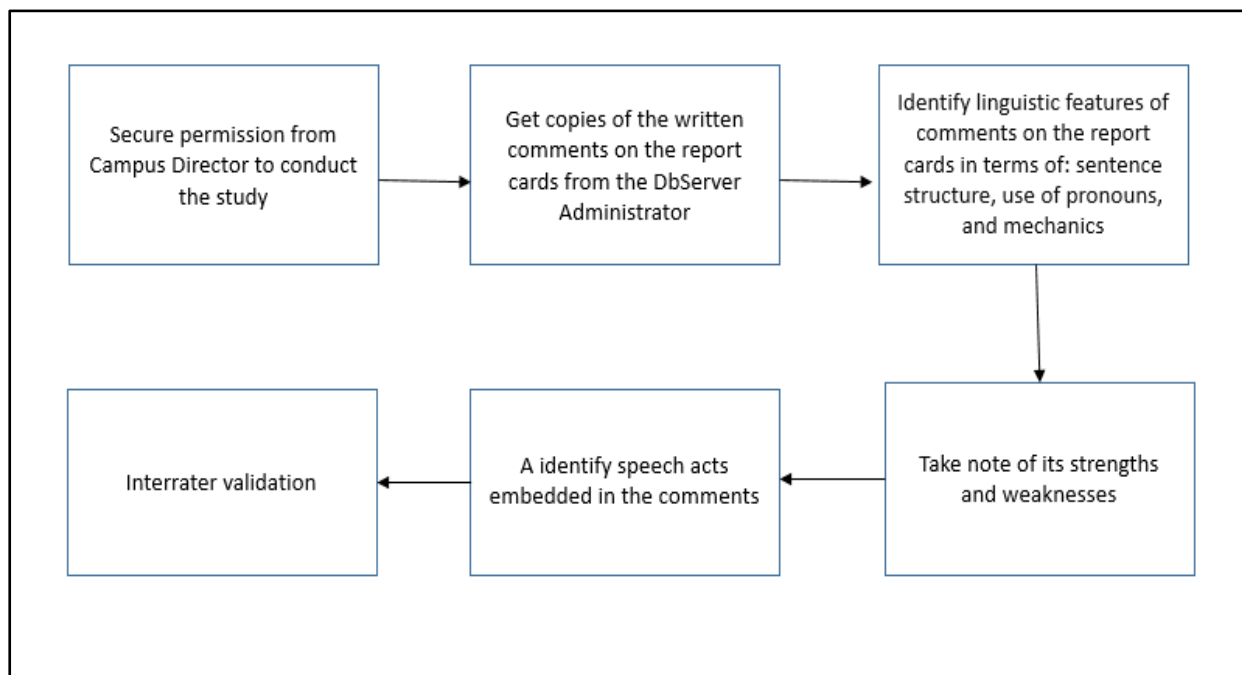 Secure permission from
Campus Director to conduct
the study
Get copies of the written
comments on the report
cards from the DbServer
Administrator
Identify linguistic features of
comments on the report
cards in terms of: sentence
structure, use of pronouns,
and mechanics
Take note of its strengths
and weaknesses
A identify speech acts
embedded in the comments
Interrater validation